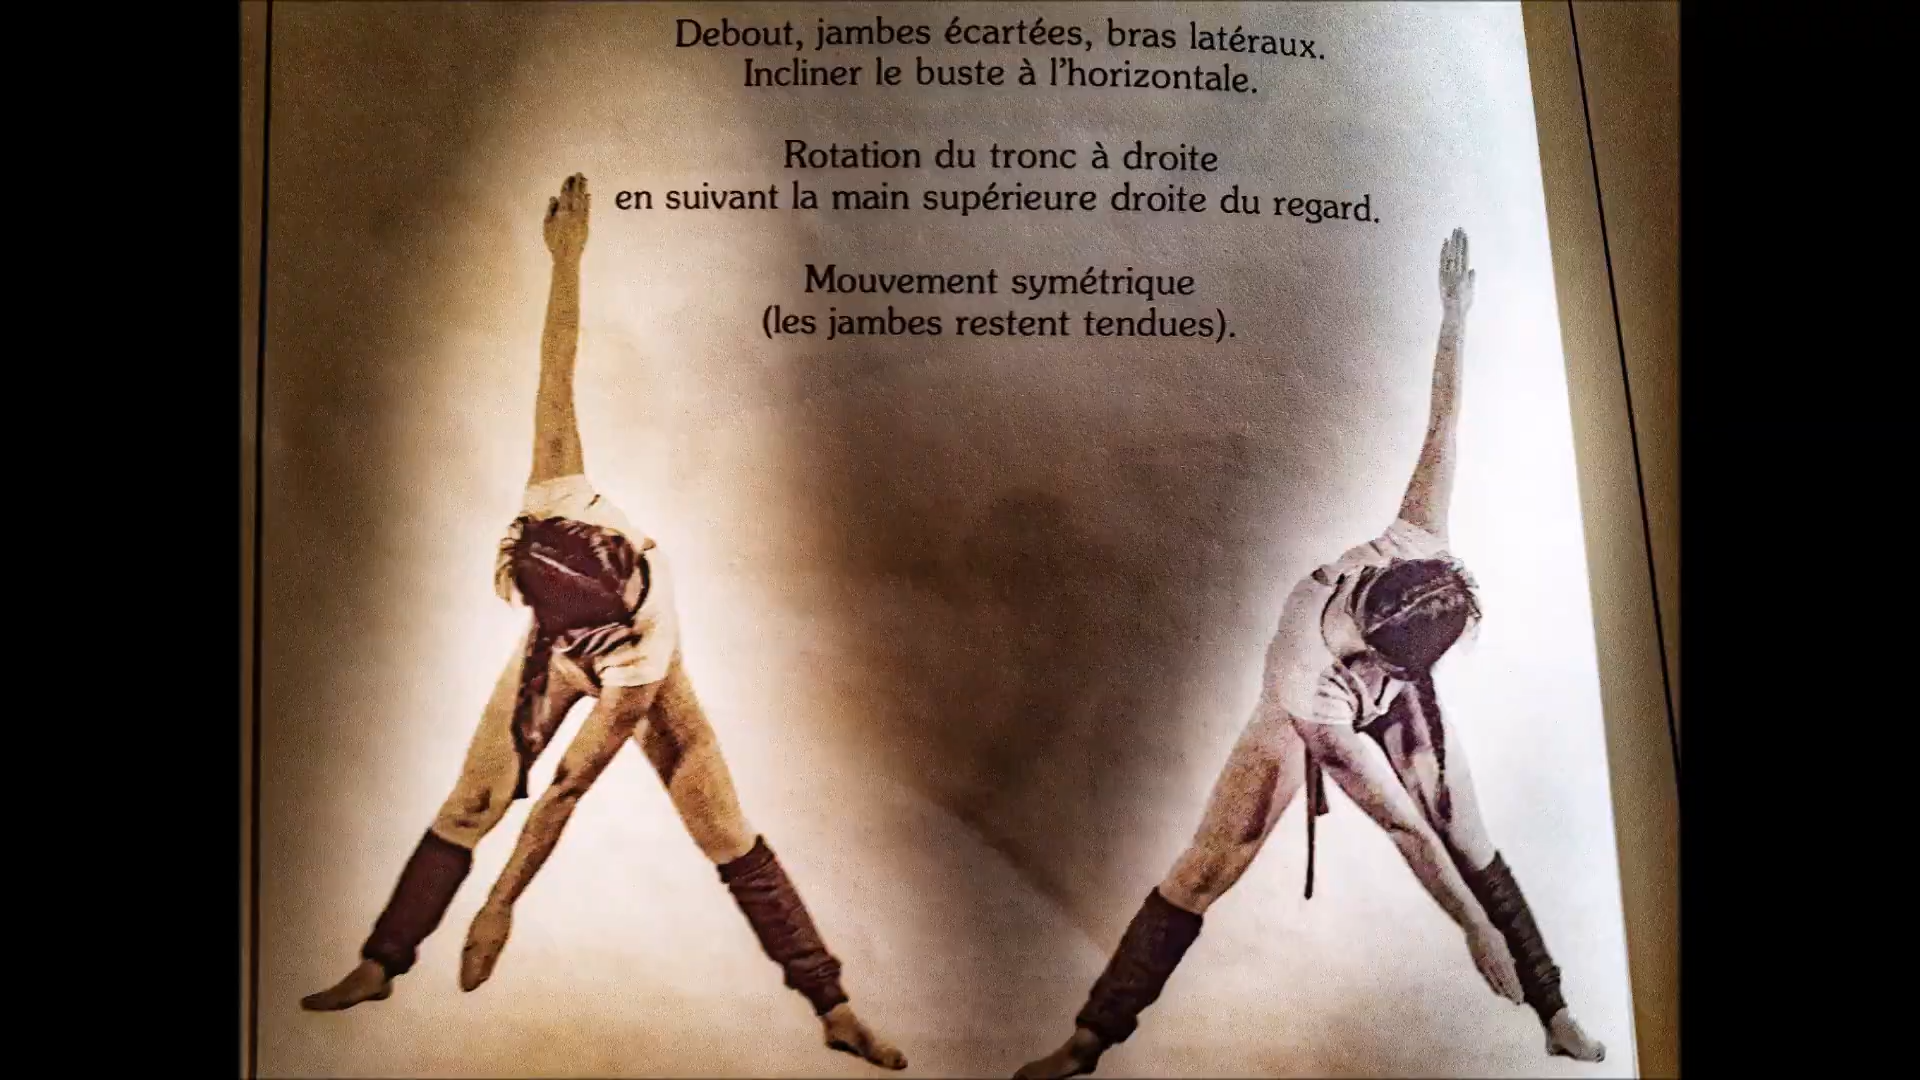 Debout, jambes écartées, bras latéraux.
Incliner le buste à l'horizontale.
Rotation du tronc à droite
en suivant la main supérieure droite du regard.
Mouvement symétrique
(les jambes restent tendues).